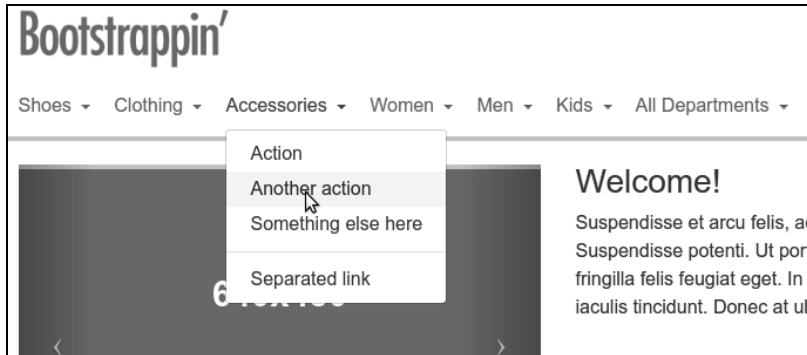 Bootstrappin'
Shoes Clothing Accessories Women Men Kids All Departments
Action
Another action
Something else here
Separated link
Welcome!
Suspendisse et arcu felis, a
Suspendisse potenti. Ut por
fringilla felis feugiat eget. In
iaculis tincidunt. Donec at ul